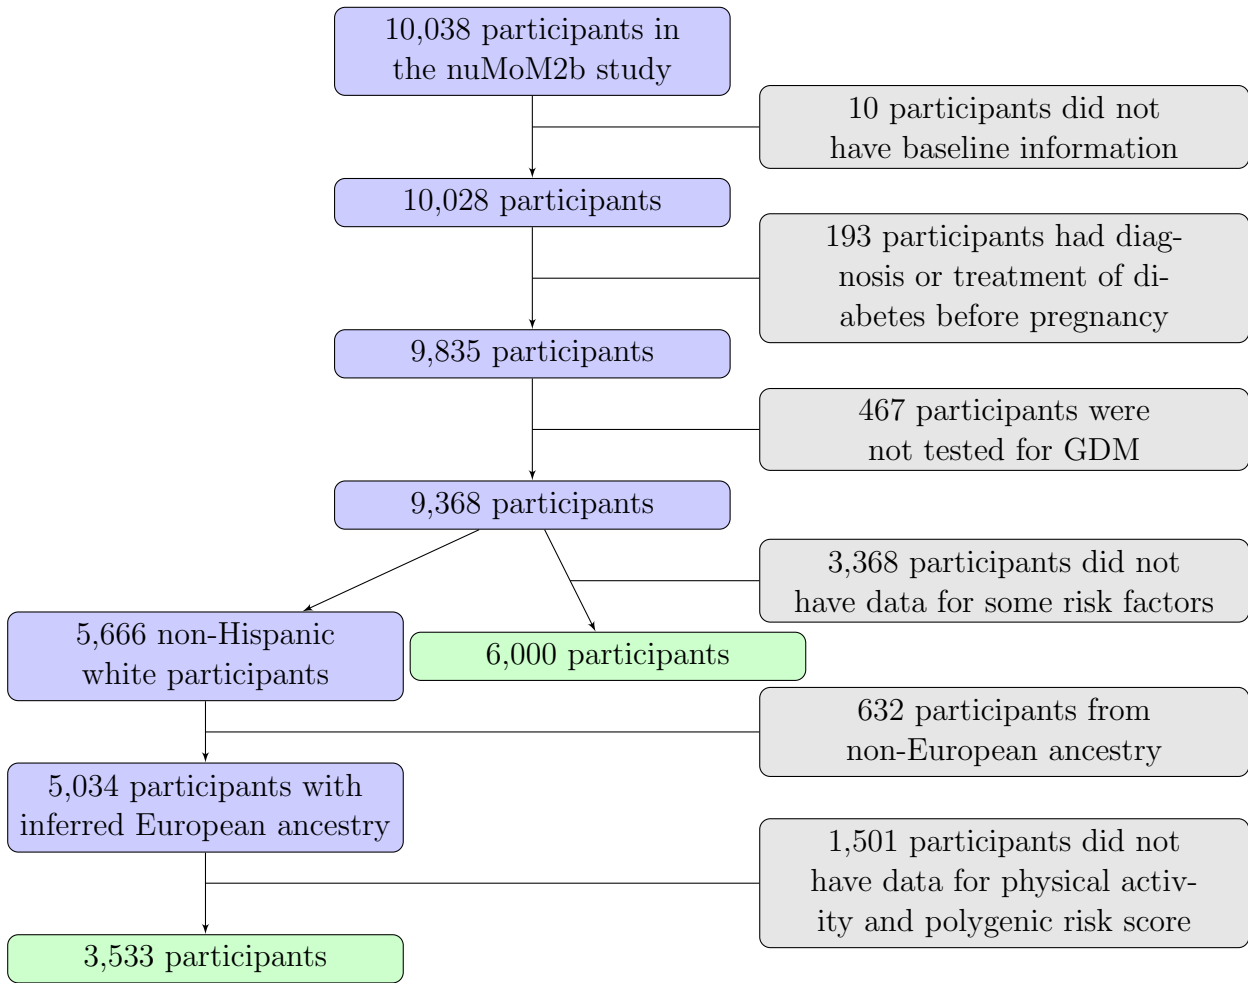 10,038 participants in
the nuMoM2b study
10 participants did not
have baseline information
10,028 participants
193 participants had diag-
nosis or treatment of di-
abetes before pregnancy
9,835 participants
467 participants were
not tested for GDM
9,368 participants
3,368 participants did not
have data for some risk factors
5,666 non-Hispanic
white participants
6,000 participants
632 participants from
non-European ancestry
5,034 participants with
inferred European ancestry
1,501 participants did not
have data for physical activ-
ity and polygenic risk score
3,533 participants